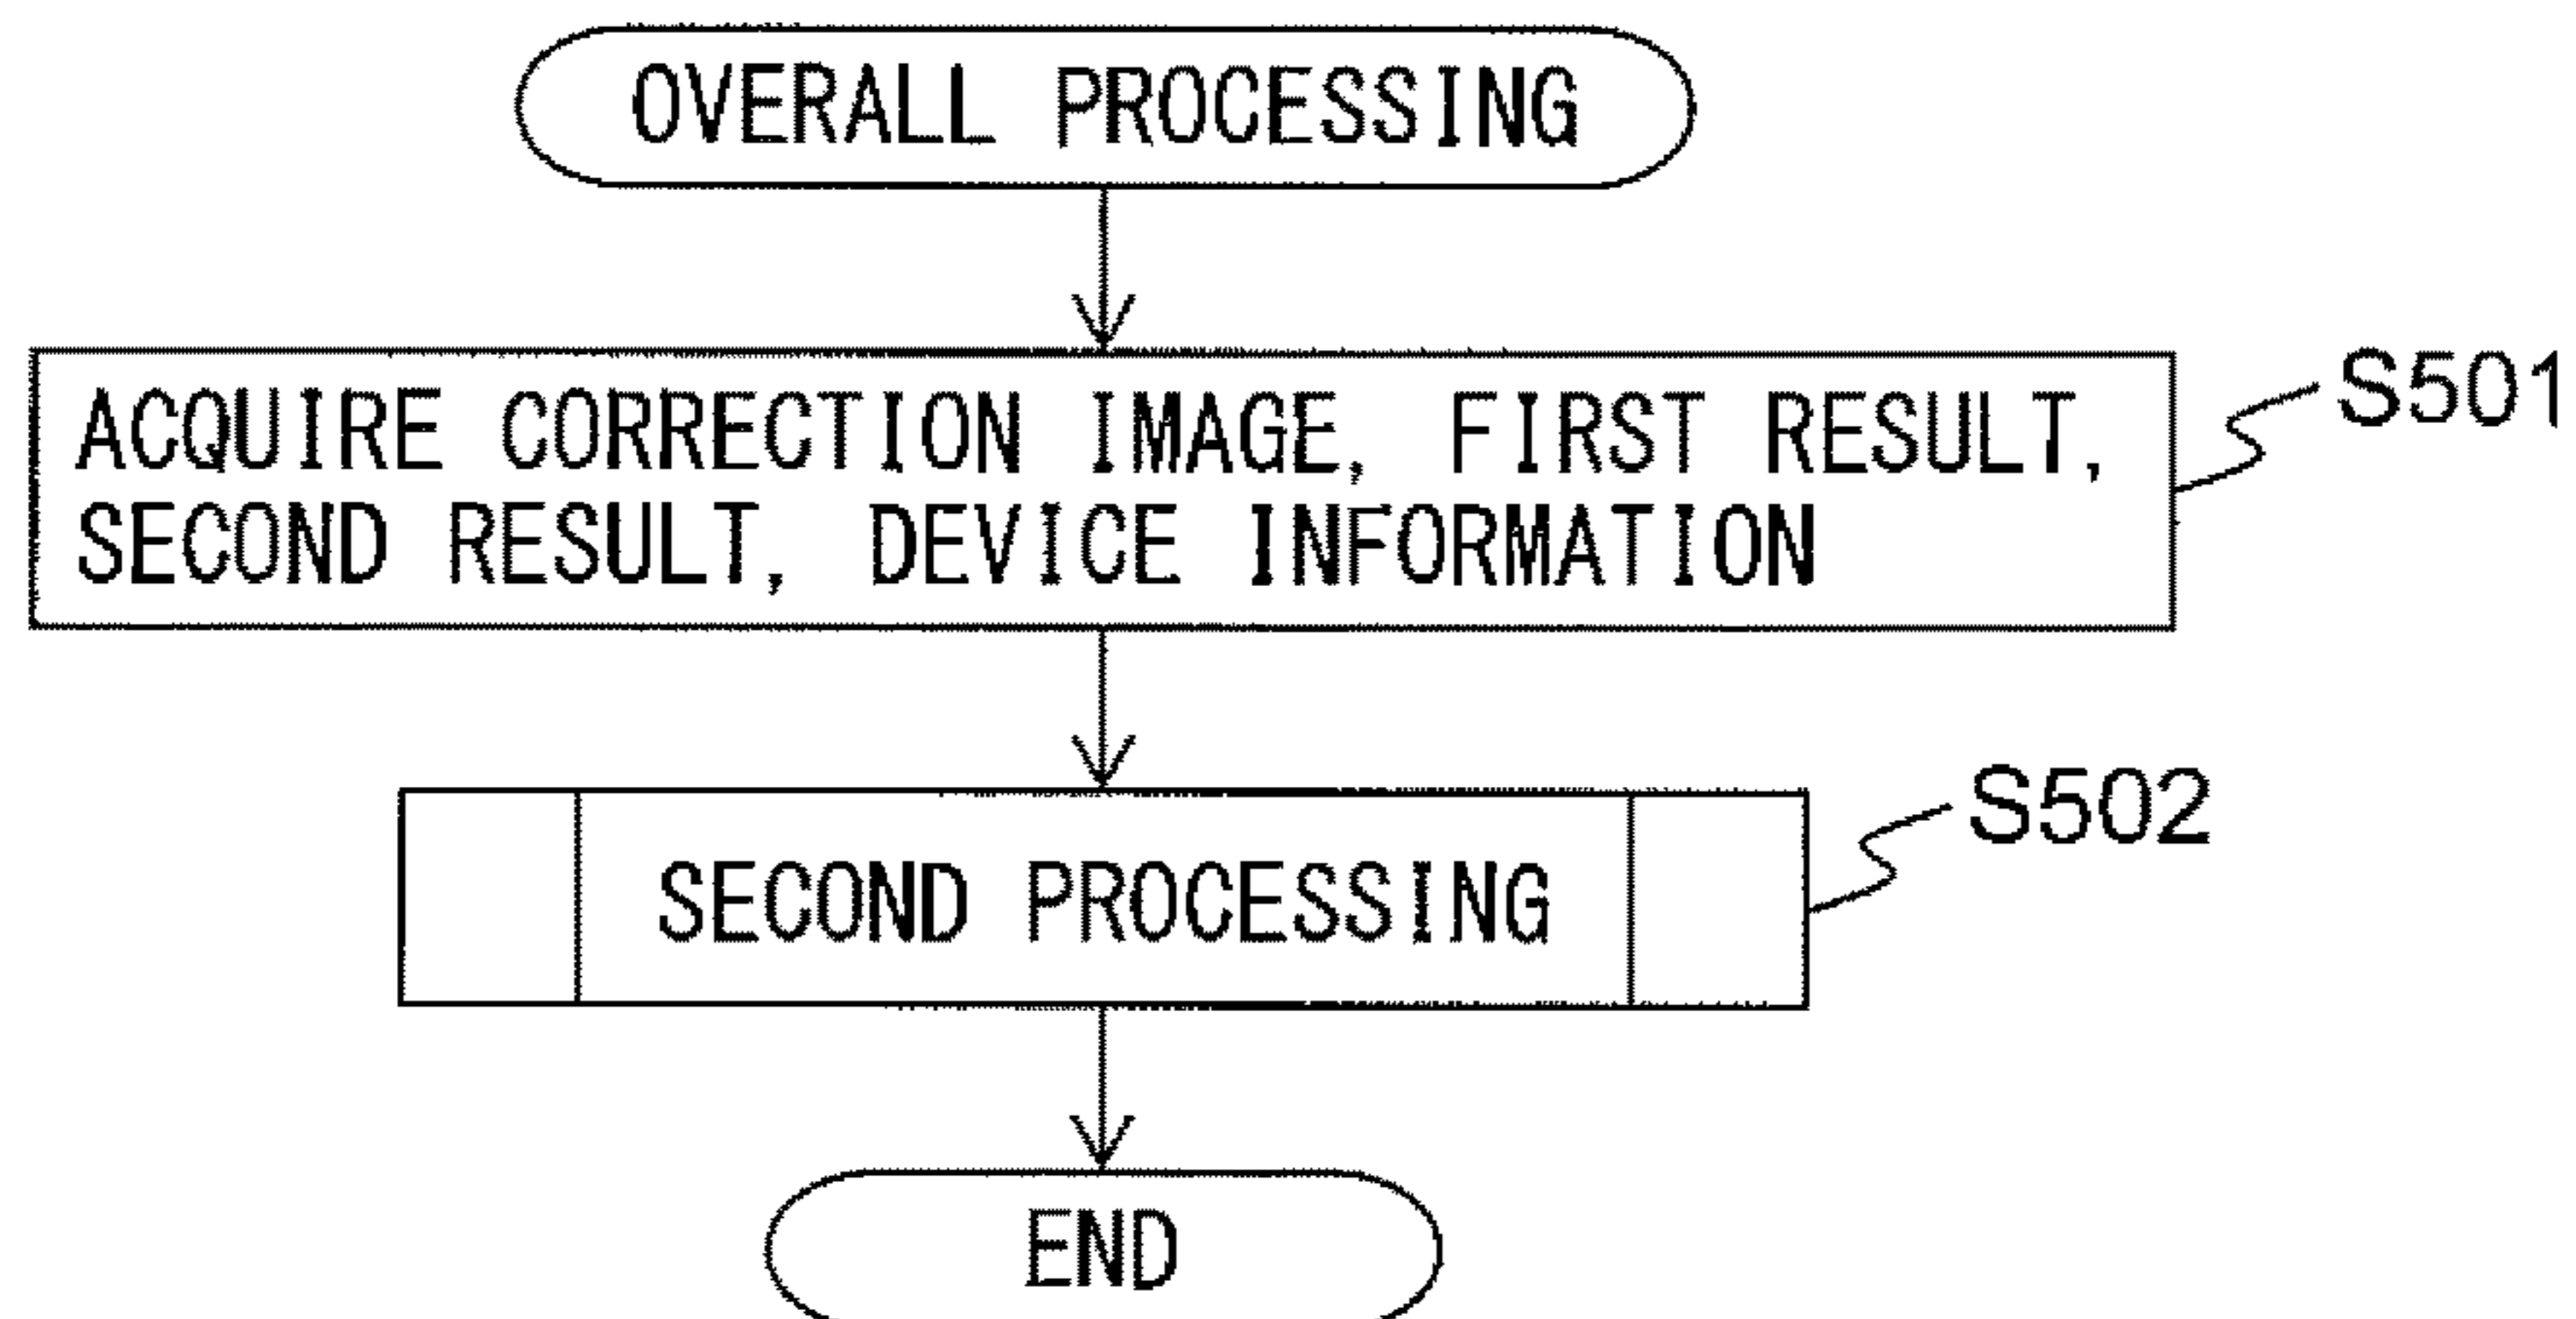 OVERALL PROCESSING
ACQUIRE CORRECTION IMAGE, FIRST RESULT,
SECOND RESULT, DEVICE INFORMATION
S501
SECOND PROCESSING
S502
END